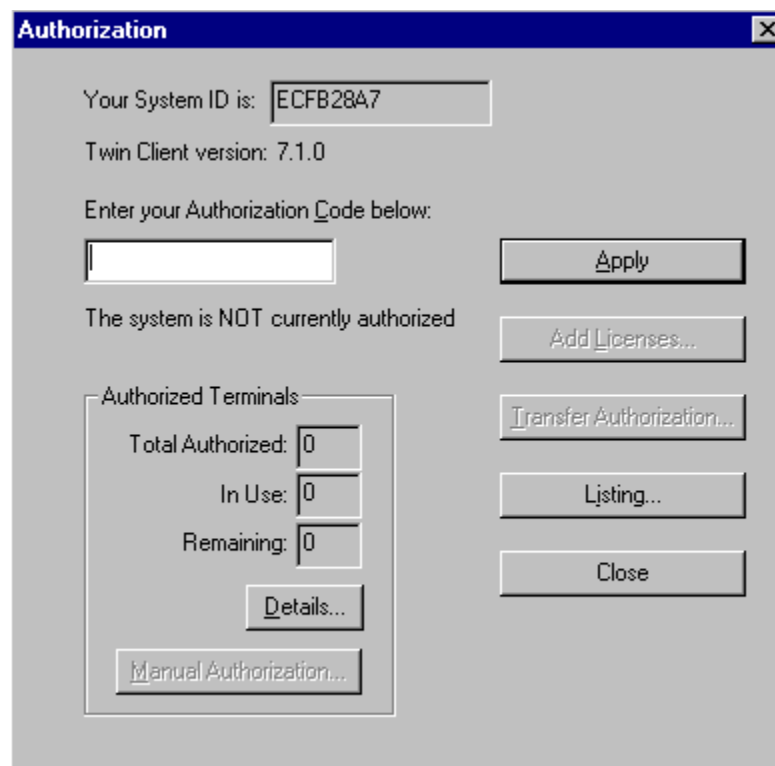 Authorization
Your System ID is: ECFB28A7
Twin Client version: 7.1.0
Enter your Authorization Code below:
Apply
The system is NOT currently authorized
Add Licenses...
Authorized Terminals
Transfer Authorization...
Total Authorized: 0
In Use: 0
Listing...
Remaining: 0
Close
Details...
Manual Authorization...